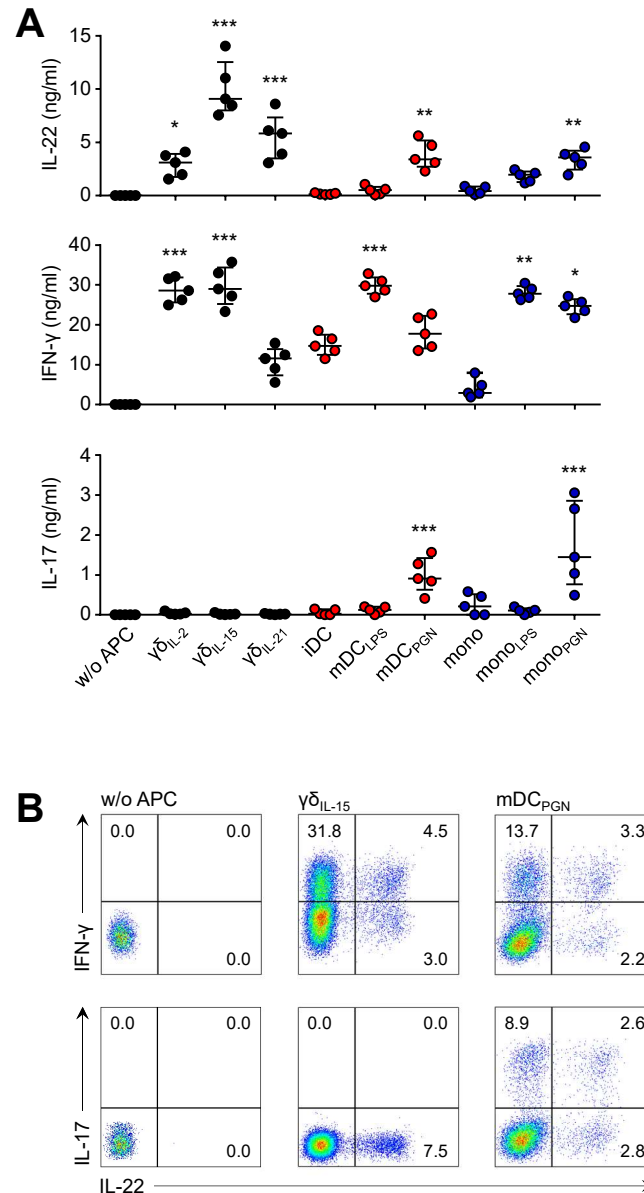 A
IL-22 (ng/ml)
15
10
5
0
*
***
***
**
**
IFN-γ (ng/ml)
40
30
20
10
0
***
***
***
**
*
IL-17 (ng/ml)
4
3
2
1
0
***
***
w/o APC
γδIL-2
γδIL-15
γδIL-21
iDC
mDCLPS
mDCPGN
mono
monoLPS
monoPGN
B
w/o APC
γδIL-15
mDCPGN
IFN-γ
0.0 0.0
0.0
31.8 4.5
3.0
13.7 3.3
2.2
IL-17
0.0 0.0
0.0
0.0 0.0
7.5
8.9 2.6
2.8
IL-22